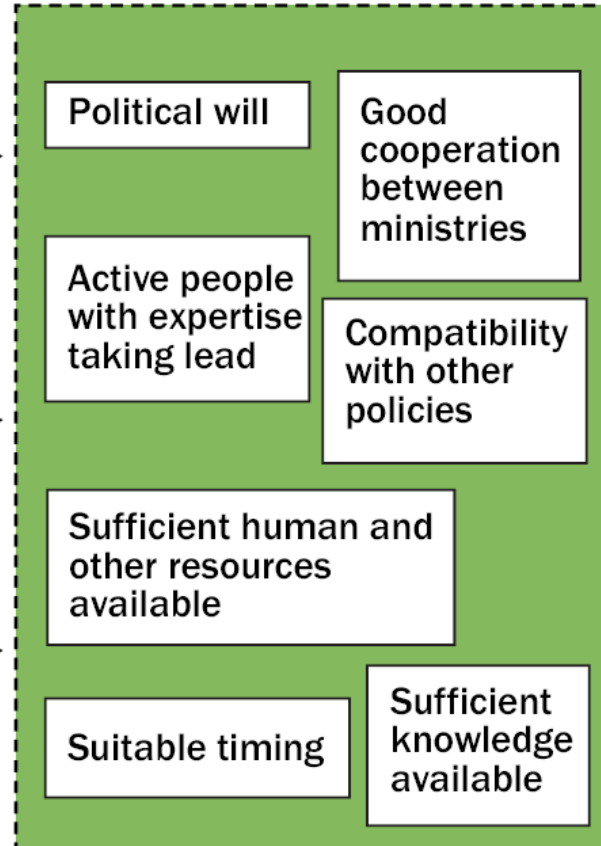 Political will
Good
cooperation
between
ministries
Active people
with expertise
taking lead
Compatibility
with other
policies
Sufficient human and
other resources
available
Suitable timing
Sufficient
knowledge
available